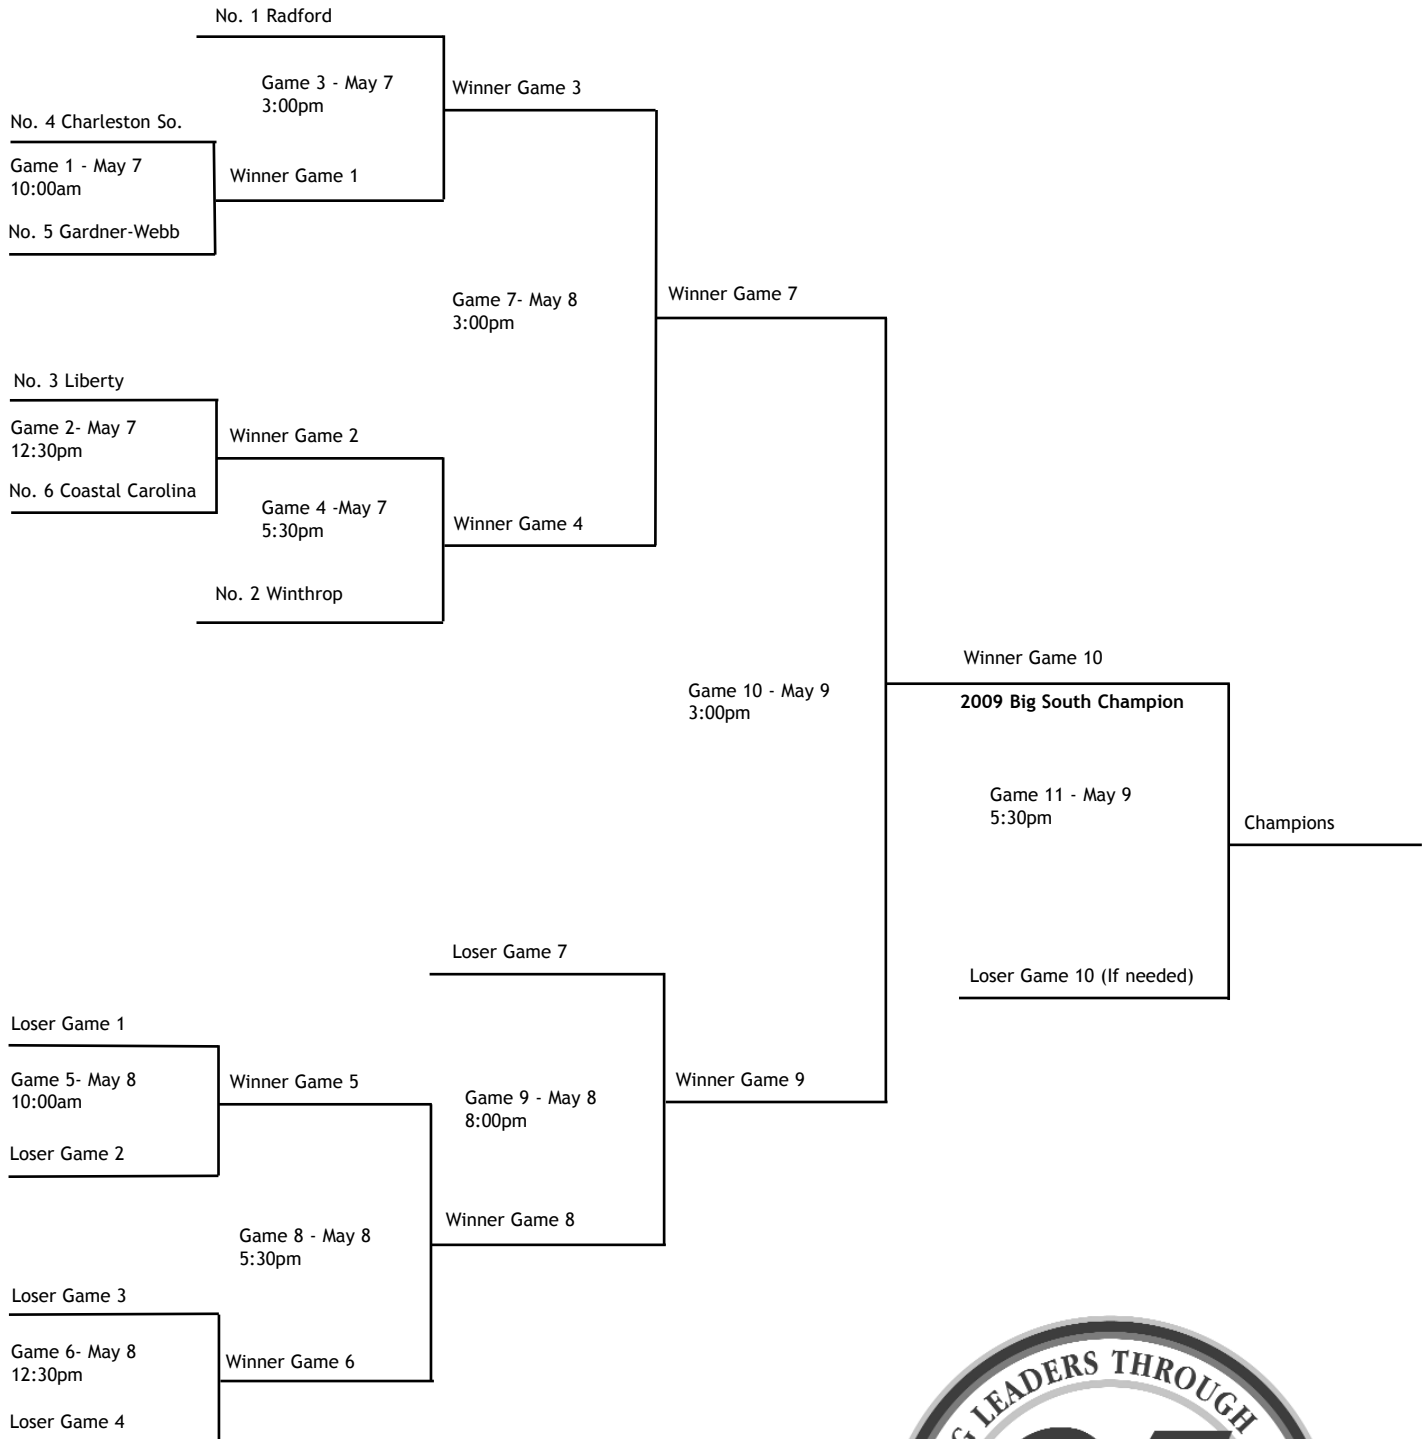 No. 1 Radford
Game 3 - May 7
3:00pm
Winner Game 3
No. 4 Charleston So.
Game 1 - May 7
10:00am
Winner Game 1
No. 5 Gardner-Webb
Game 7- May 8
3:00pm
Winner Game 7
No. 3 Liberty
Game 2- May 7
12:30pm
Winner Game 2
No. 6 Coastal Carolina
Game 4 -May 7
5:30pm
Winner Game 4
No. 2 Winthrop
Game 10 - May 9
3:00pm
Winner Game 10
2009 Big South Champion
Game 11 - May 9
5:30pm
Champions
Loser Game 10 (If needed)
Loser Game 7
Loser Game 1
Game 5- May 8
10:00am
Winner Game 5
Loser Game 2
Game 9 - May 8
8:00pm
Winner Game 9
Game 8 - May 8
5:30pm
Winner Game 8
Loser Game 3
Game 6- May 8
12:30pm
Winner Game 6
Loser Game 4
LEADERS THROUGH